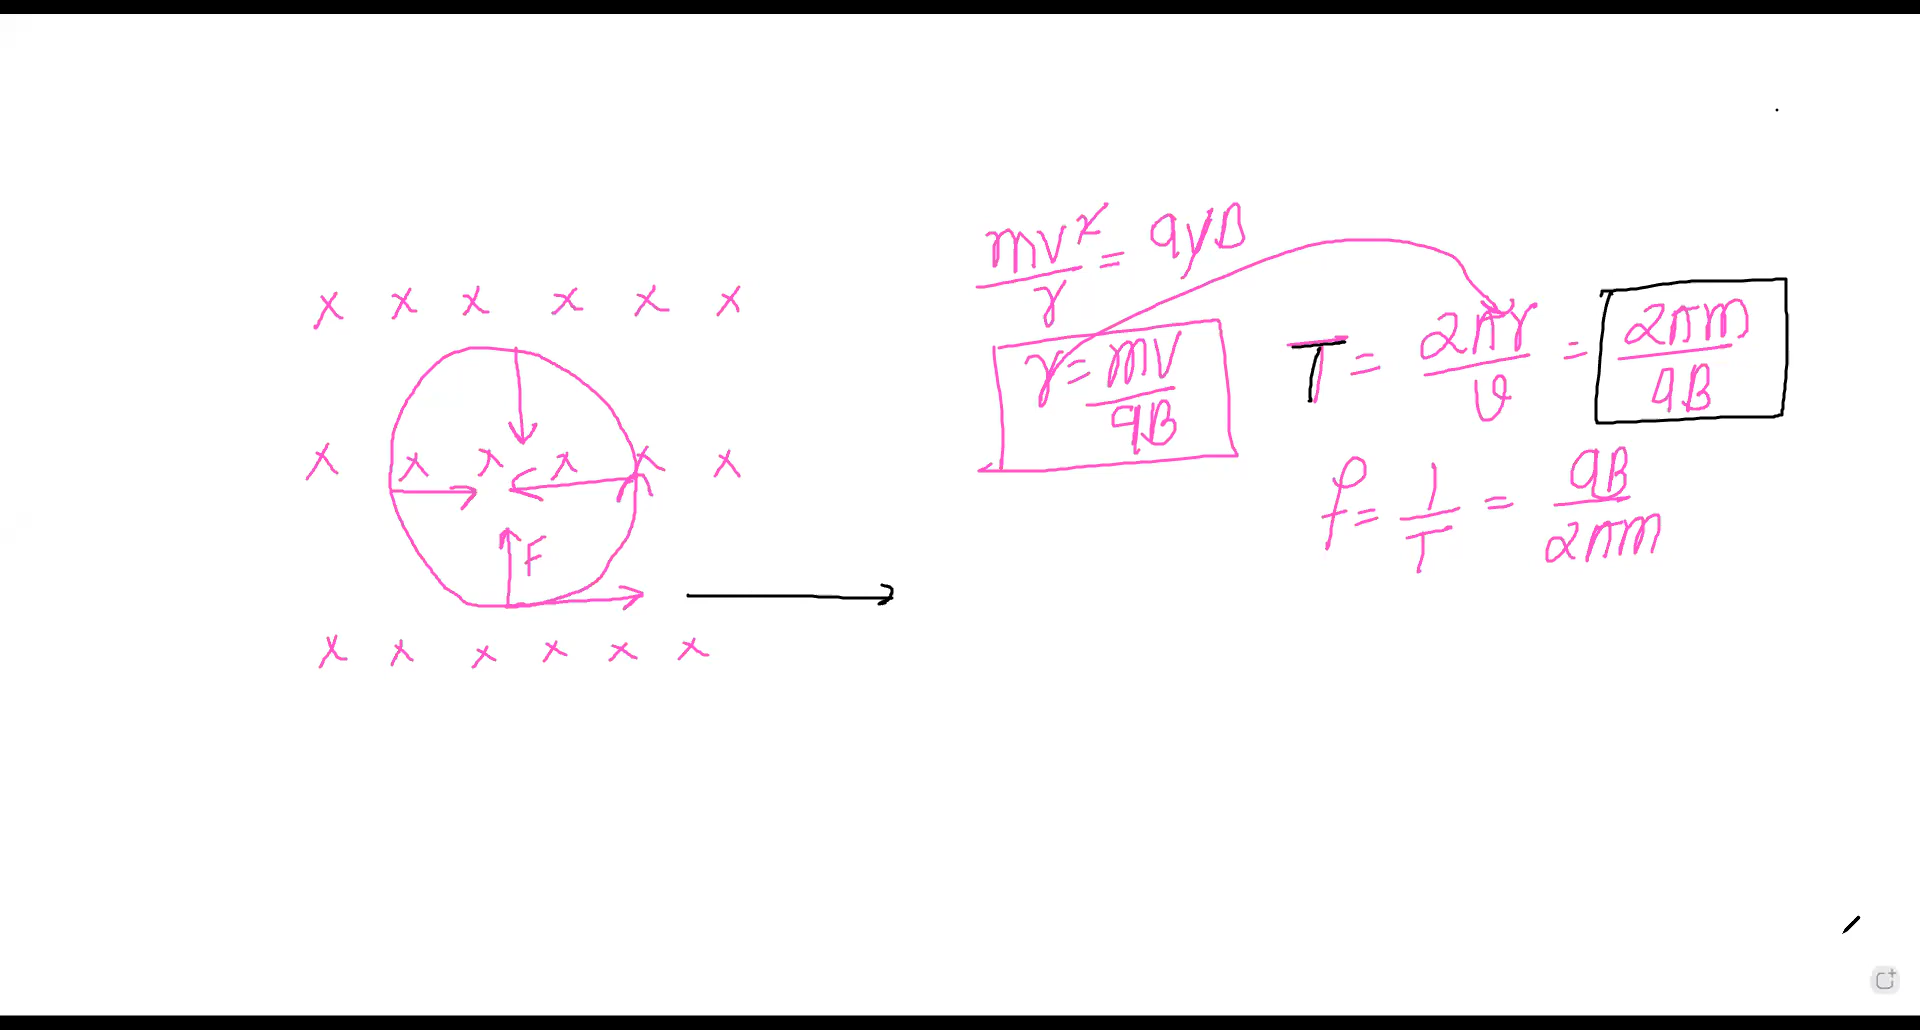 x x x x x x
mv²/r = qvB
r = mv/qB
T = 2πr/v = 2πm/qB
x x x x x x
f = 1/T = qB/2πm
F
x x x x x x